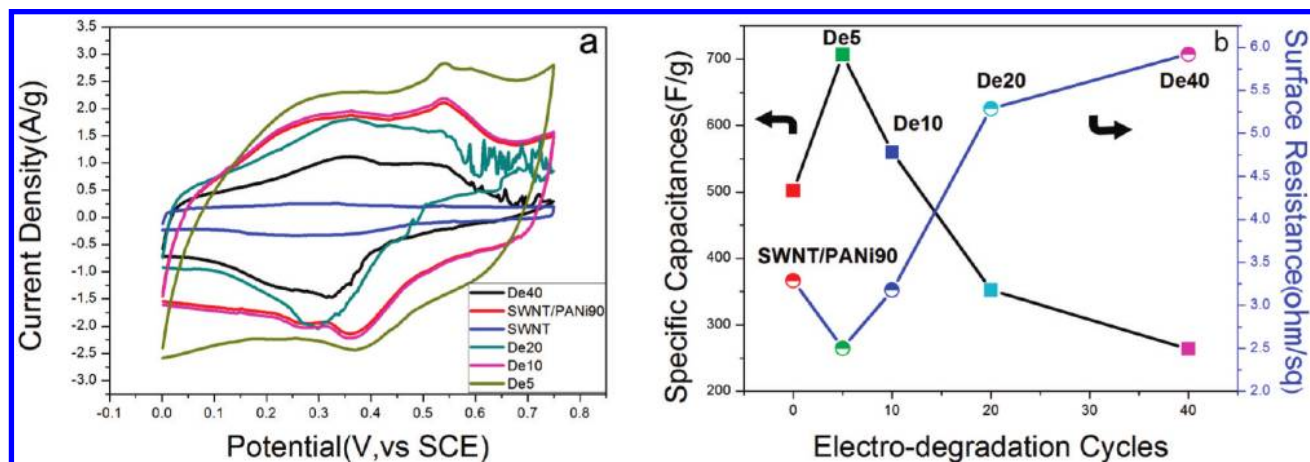 a
Current Density(A/g)
3.5
3.0
2.5
2.0
1.5
1.0
0.5
0.0
-0.5
-1.0
-1.5
-2.0
-2.5
-3.0
De40
SWNT/PANi90
SWNT
De20
De10
De5
-0.1 0.0 0.1 0.2 0.3 0.4 0.5 0.6 0.7 0.8
Potential(V,vs SCE)
b
Specific Capacitances(F/g)
700
600
500
400
300
200
De5
De10
De20
De40
SWNT/PANi90
6.0
5.5
5.0
4.5
4.0
3.5
3.0
2.5
2.0
Surface Resistance(ohm/sq)
0 10 20 30 40
Electro-degradation Cycles